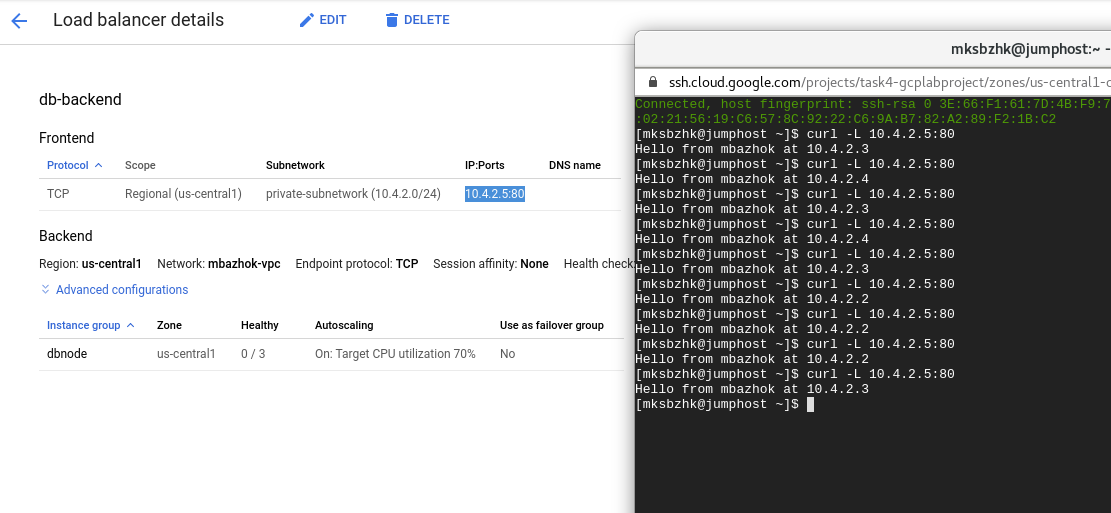 Load balancer details
EDIT
DELETE
db-backend
Frontend
Protocol Scope Subnetwork IP:Ports DNS name
TCP Regional (us-central1) private-subnetwork (10.4.2.0/24) 10.4.2.5:80
Backend
Region: us-central1 Network: mbazhok-vpc Endpoint protocol: TCP Session affinity: None Health check
Advanced configurations
Instance group Zone Healthy Autoscaling Use as failover group
dbnode us-central1 0 / 3 On: Target CPU utilization 70% No
mksbzhk@jumphost:~ -
ssh.cloud.google.com/projects/task4-gcplabproject/zones/us-central1-c
Connected, host fingerprint: ssh-rsa 0 3E:66:F1:61:7D:4B:F9:7
:02:21:56:19:C6:57:8C:92:22:C6:9A:B7:82:A2:89:F2:1B:C2
[mksbzhk@jumphost ~]$ curl -L 10.4.2.5:80
Hello from mbazhok at 10.4.2.3
[mksbzhk@jumphost ~]$ curl -L 10.4.2.5:80
Hello from mbazhok at 10.4.2.4
[mksbzhk@jumphost ~]$ curl -L 10.4.2.5:80
Hello from mbazhok at 10.4.2.3
[mksbzhk@jumphost ~]$ curl -L 10.4.2.5:80
Hello from mbazhok at 10.4.2.4
[mksbzhk@jumphost ~]$ curl -L 10.4.2.5:80
Hello from mbazhok at 10.4.2.3
[mksbzhk@jumphost ~]$ curl -L 10.4.2.5:80
Hello from mbazhok at 10.4.2.2
[mksbzhk@jumphost ~]$ curl -L 10.4.2.5:80
Hello from mbazhok at 10.4.2.2
[mksbzhk@jumphost ~]$ curl -L 10.4.2.5:80
Hello from mbazhok at 10.4.2.2
[mksbzhk@jumphost ~]$ curl -L 10.4.2.5:80
Hello from mbazhok at 10.4.2.3
[mksbzhk@jumphost ~]$